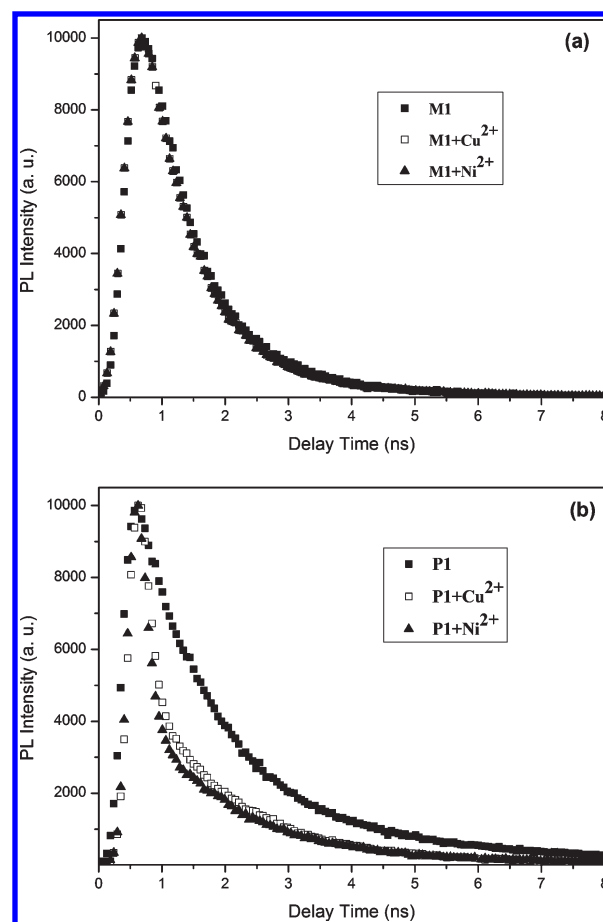 (a)
M1
M1+Cu²⁺
M1+Ni²⁺
PL Intensity (a. u.)
10000
8000
6000
4000
2000
0
0 1 2 3 4 5 6 7 8
Delay Time (ns)
(b)
P1
P1+Cu²⁺
P1+Ni²⁺
PL Intensity (a. u.)
10000
8000
6000
4000
2000
0 1 2 3 4 5 6 7 8
Delay Time (ns)